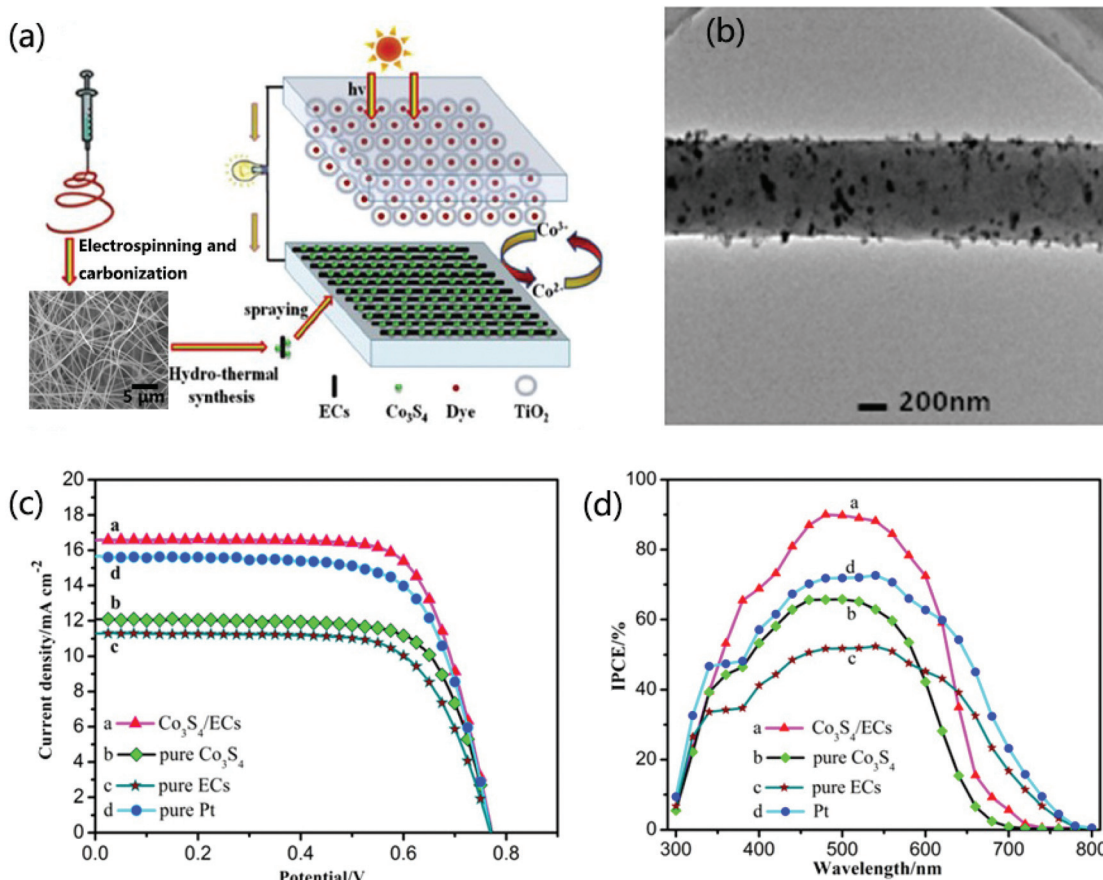 (a)
hν
Electrospinning and
carbonization
Co³⁺
Co²⁺
spraying
5 μm
Hydro-thermal
synthesis
ECs Co₃S₄ Dye TiO₂
(b)
200nm
(c)
Current density/mA cm⁻²
20
18
16
14
12
10
8
6
4
2
0
a
d
b
c
a Co₃S₄/ECs
b pure Co₃S₄
c pure ECs
d pure Pt
0.0 0.2 0.4 0.6 0.8
Potential/V
(d)
IPCE/%
100
80
60
40
20
0
a
d
b
c
a Co₃S₄/ECs
b pure Co₃S₄
c pure ECs
d Pt
300 400 500 600 700 800
Wavelength/nm